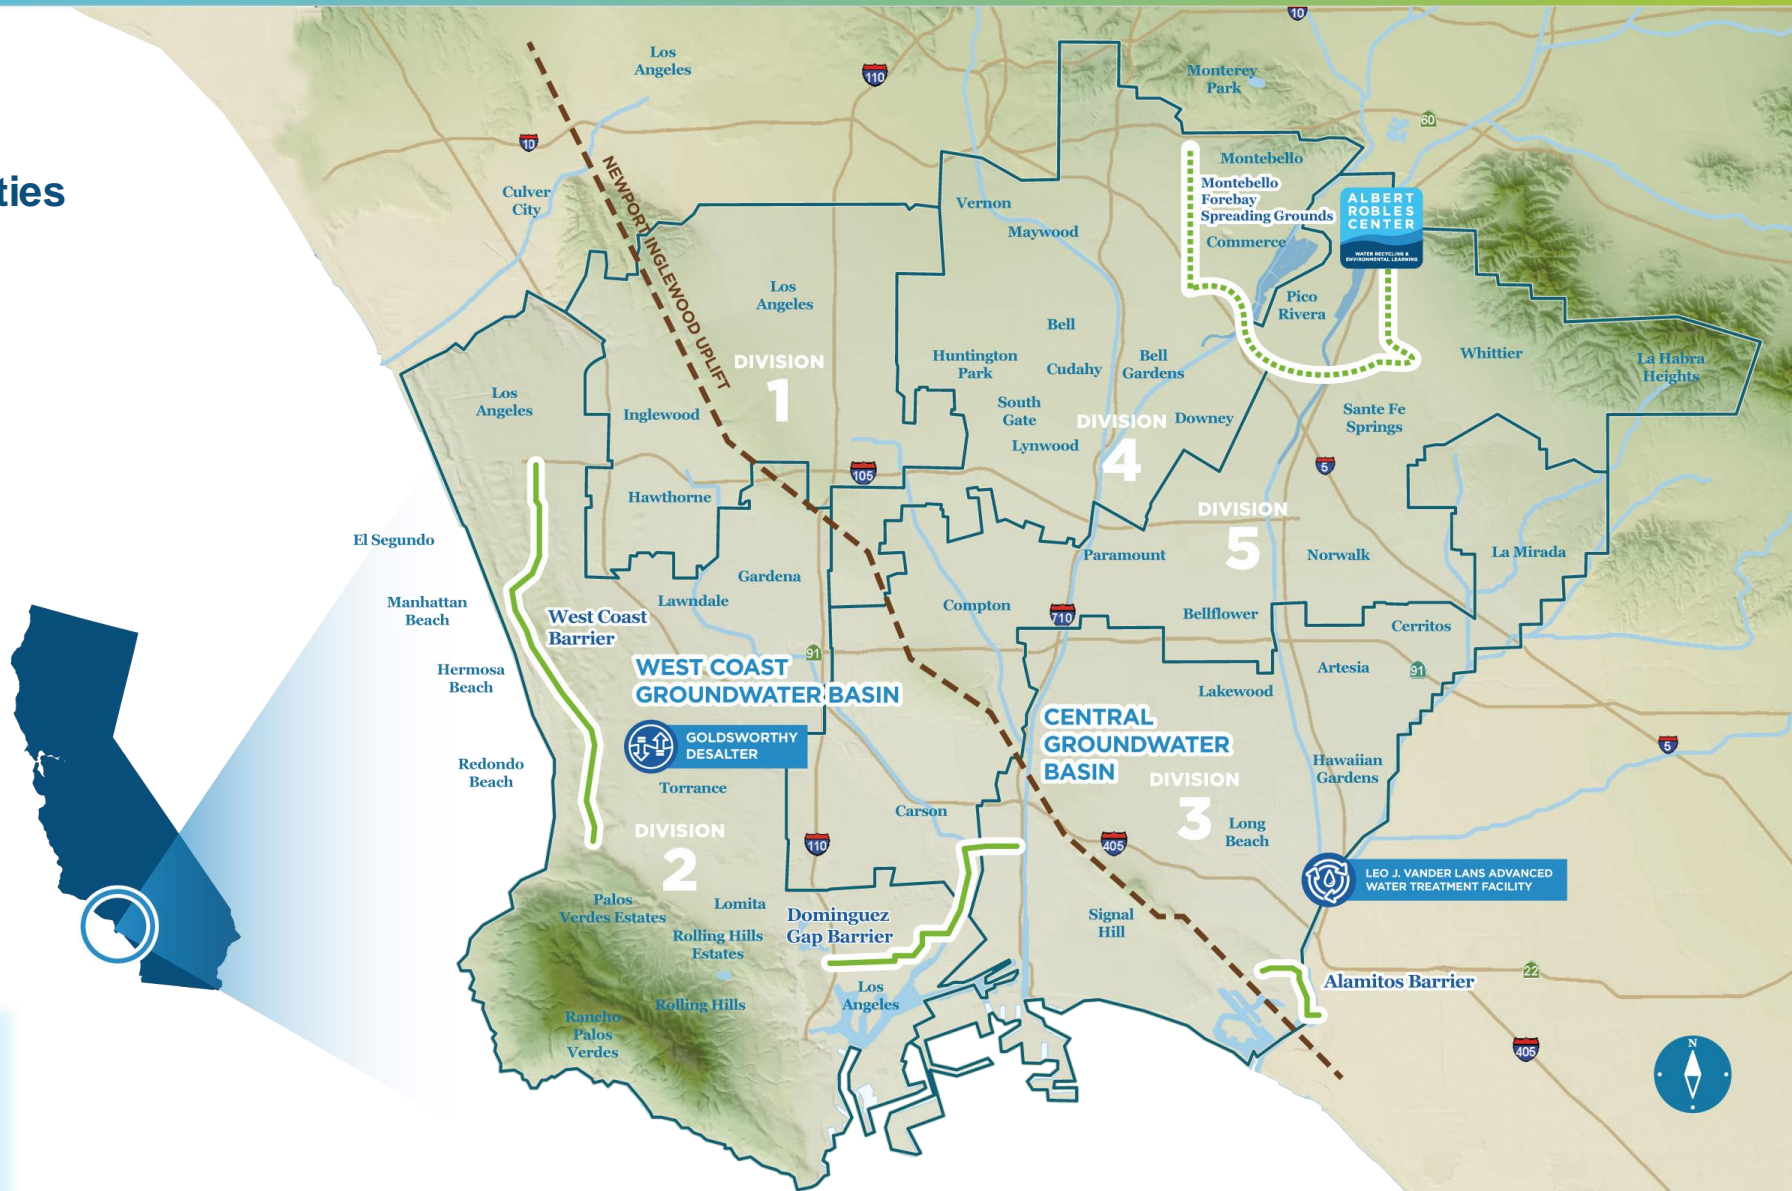 ties
10
Los
Angeles
110
Monterey
Park
60
10
NEWPORT INGLEWOOD UPLIFT
Culver
City
Montebello
Montebello
Forebay
Spreading Grounds
ALBERT
ROBLES
CENTER
WATER RECYCLING &
ENVIRONMENTAL LEARNING
Vernon
Maywood
Commerce
Los
Angeles
Pico
Rivera
Bell
Huntington
Park
Cudahy
Bell
Gardens
Whittier
La Habra
Heights
DIVISION
1
Los
Angeles
Inglewood
South
Gate
Lynwood
DIVISION
4
Downey
Sante Fe
Springs
105
5
Hawthorne
DIVISION
5
El Segundo
Paramount
Norwalk
La Mirada
Gardena
Lawndale
Manhattan
Beach
West Coast
Barrier
Compton
710
Bellflower
Cerritos
91
Hermosa
Beach
WEST COAST
GROUNDWATER BASIN
Artesia
91
Lakewood
CENTRAL
GROUNDWATER
BASIN
GOLDSWORTHY
DESALTER
5
Redondo
Beach
Torrance
Hawaiian
Gardens
DIVISION
3
Carson
Long
Beach
DIVISION
2
110
405
LEO J. VANDER LANS ADVANCED
WATER TREATMENT FACILITY
Palos
Verdes Estates
Lomita
Dominguez
Gap Barrier
Signal
Hill
Rolling Hills
Estates
22
Alamitos Barrier
Los
Angeles
Rolling Hills
Rancho
Palos
Verdes
405
N